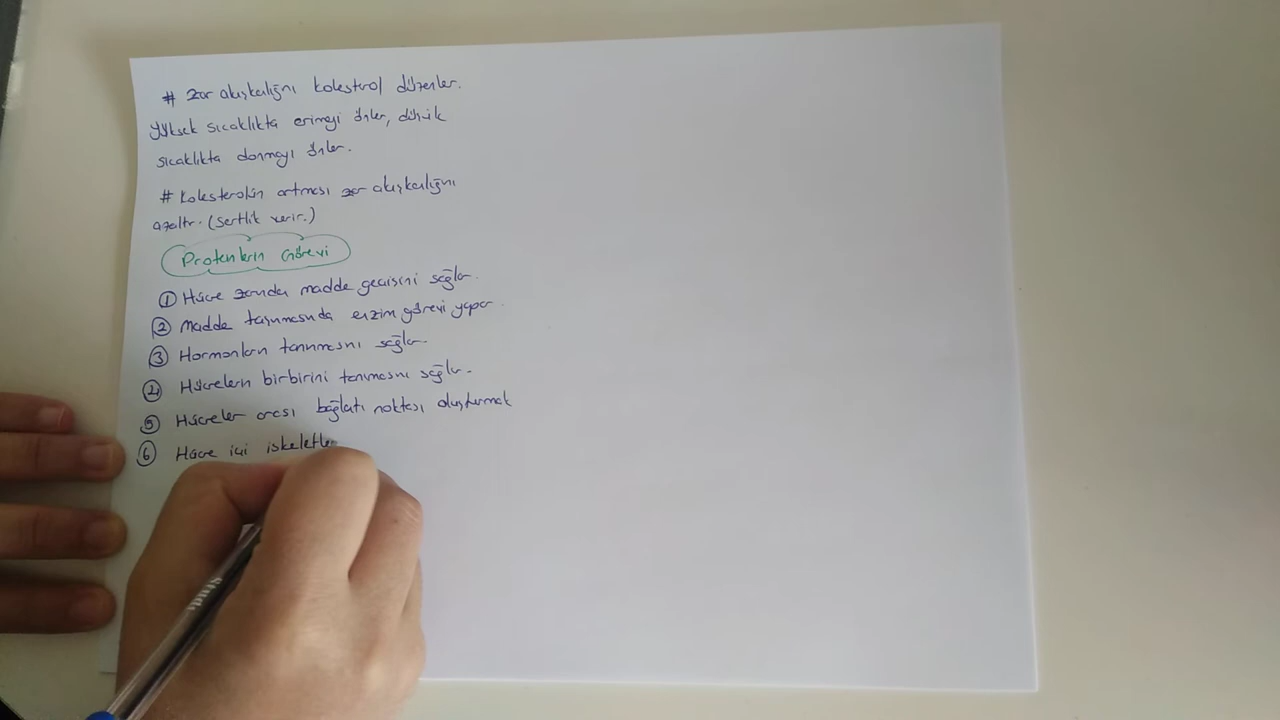 # Zar akışkanlığını kolesterol düzenler.
Yüksek sıcaklıkta erimeyi önler, düşük
sıcaklıkta donmayı önler.
# Kolesterolün artması zar akışkanlığını
azaltır. (Sertlik verir.)
Proteinlerin Görevi
① Hücre zarında madde geçişini sağlar.
② Madde taşınmasında enzim görevi yapar.
③ Hormonların tanınmasını sağlar.
④ Hücrelerin birbirini tanımasını sağlar.
⑤ Hücreler arası bağlantı noktası oluşturmak
⑥ Hücre içi iskeletle